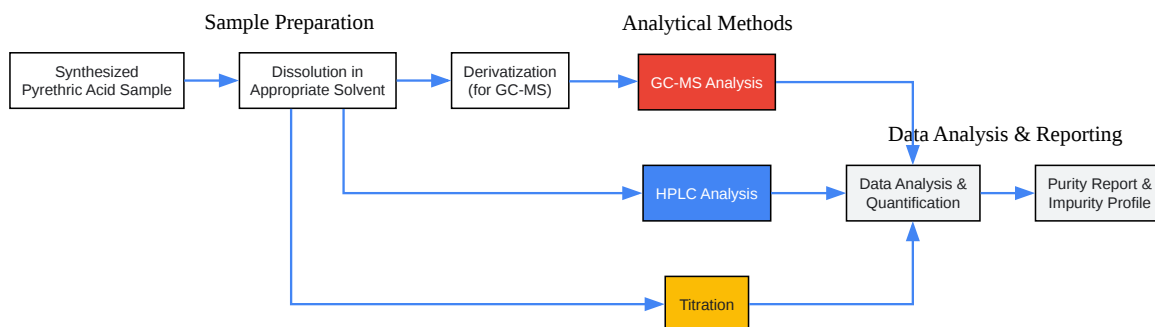 Sample Preparation
Analytical Methods
Synthesized
Pyrethric Acid Sample
Dissolution in
Appropriate Solvent
Derivatization
(for GC-MS)
GC-MS Analysis
Data Analysis & Reporting
HPLC Analysis
Data Analysis &
Quantification
Purity Report &
Impurity Profile
Titration